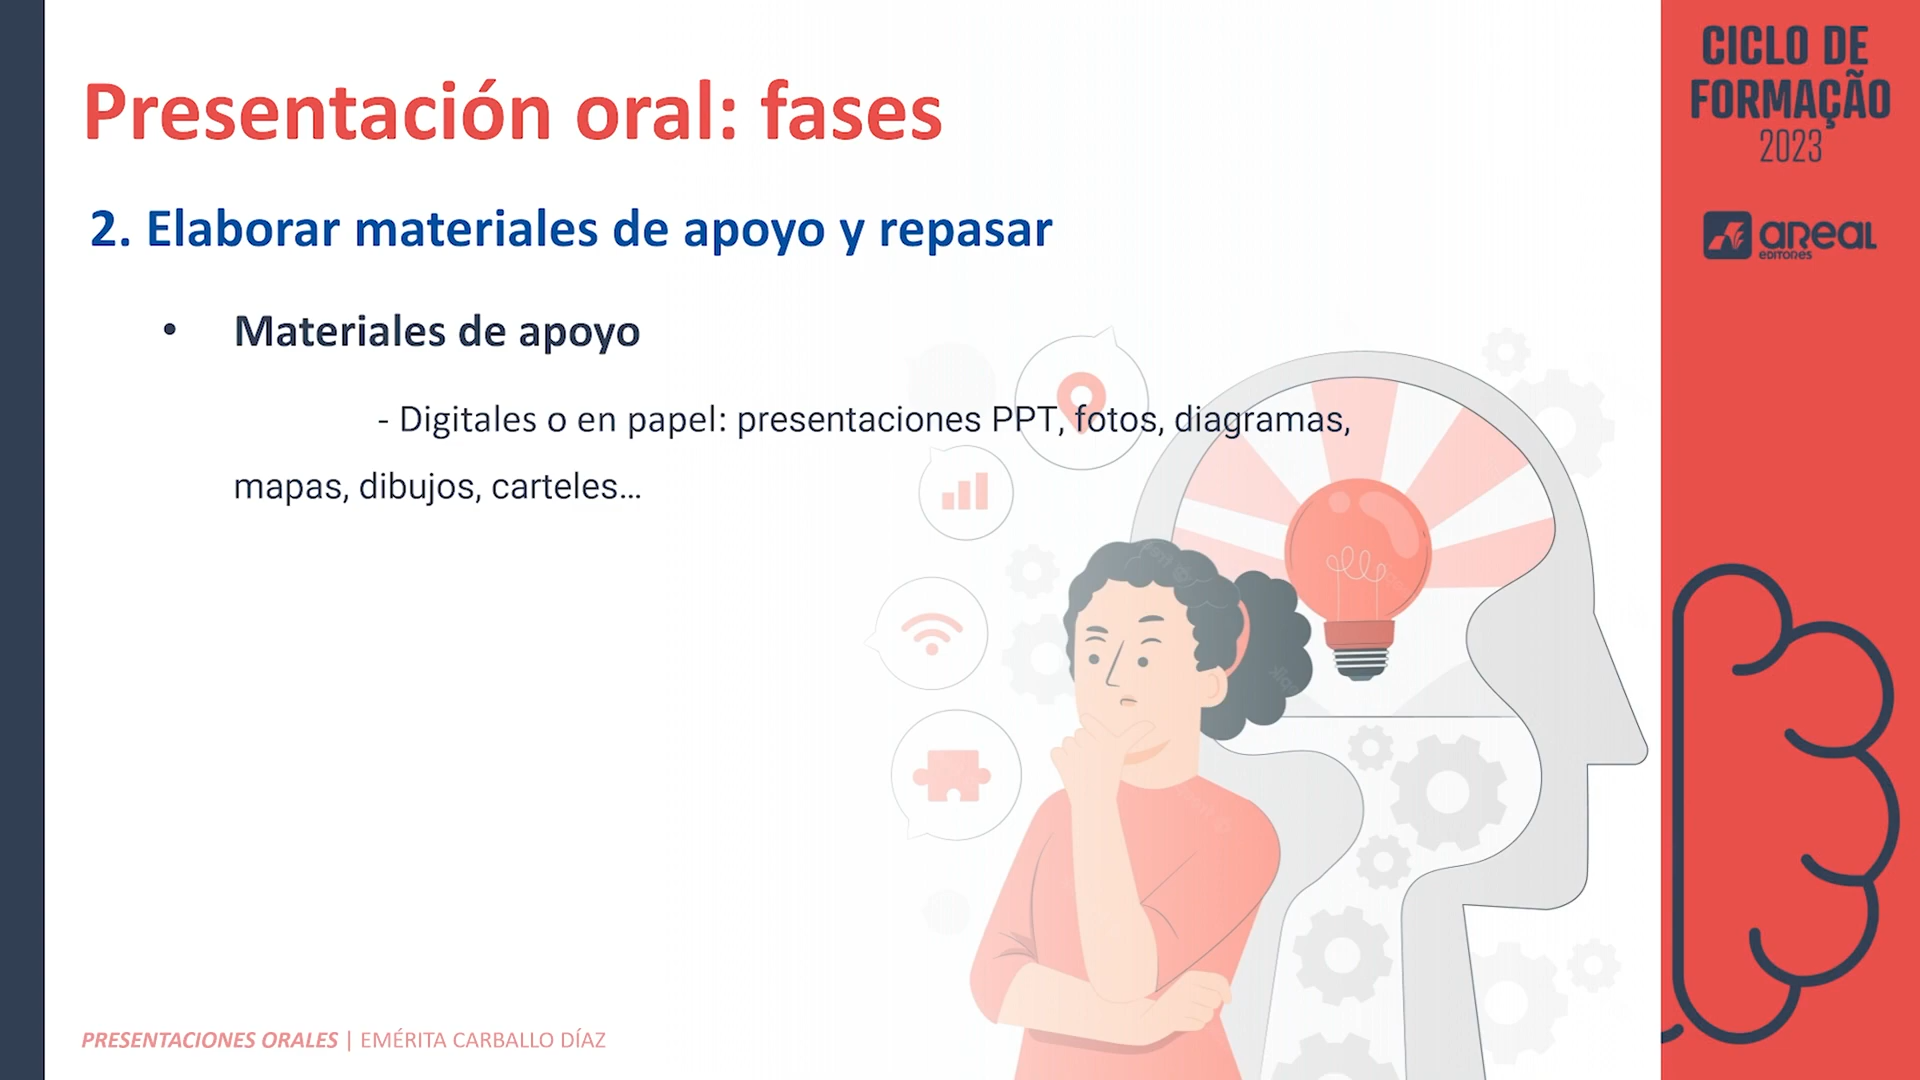 Presentación oral: fases
2. Elaborar materiales de apoyo y repasar
• Materiales de apoyo
- Digitales o en papel: presentaciones PPT, fotos, diagramas,
mapas, dibujos, carteles...
PRESENTACIONES ORALES | EMÉRITA CARBALLO DÍAZ
CICLO DE
FORMAÇÃO
2023
aReaL
EDITORES